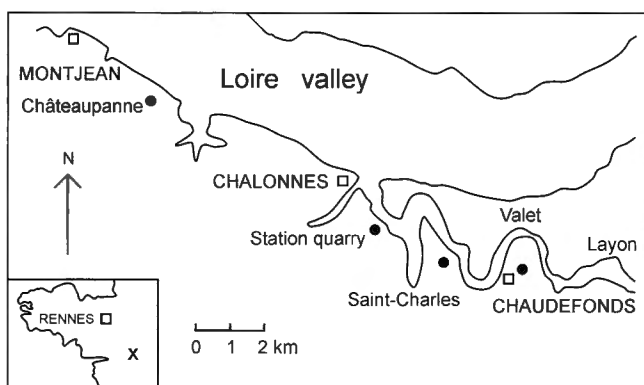 MONTJEAN
Loire valley
Châteaupanne
N
CHALONNES
Valet
Station quarry
Layon
Saint-Charles
CHAUDEFONDS
RENNES
X
0 1 2 km